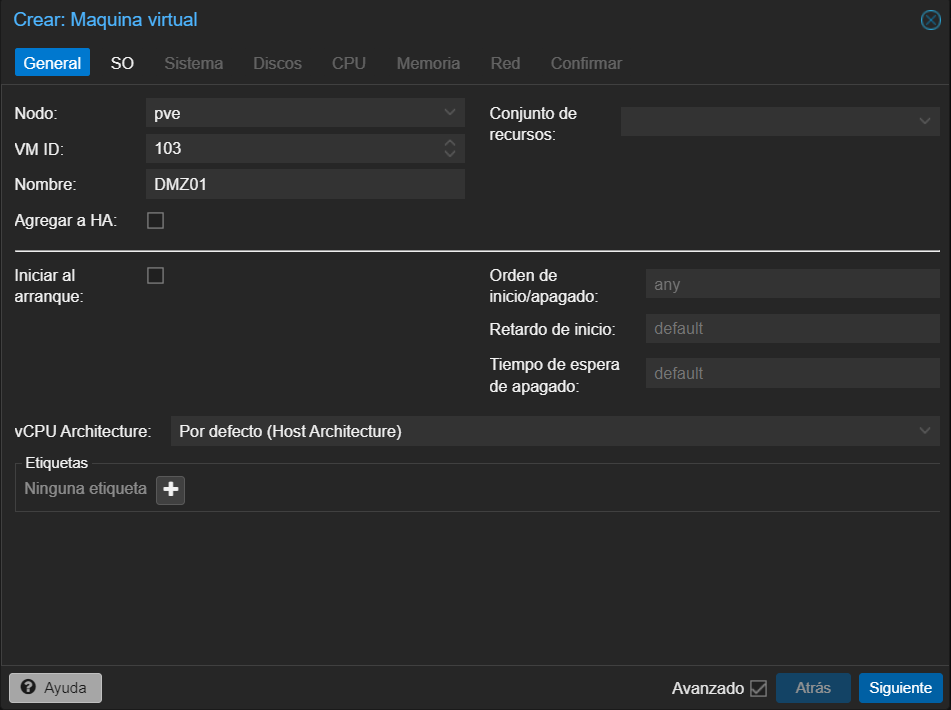 Crear: Maquina virtual
General SO Sistema Discos CPU Memoria Red Confirmar
Nodo: pve
VM ID: 103
Nombre: DMZ01
Agregar a HA:
Conjunto de
recursos:
Iniciar al
arranque:
Orden de
inicio/apagado: any
Retardo de inicio: default
Tiempo de espera
de apagado: default
vCPU Architecture: Por defecto (Host Architecture)
Etiquetas
Ninguna etiqueta
Ayuda Avanzado Atrás Siguiente